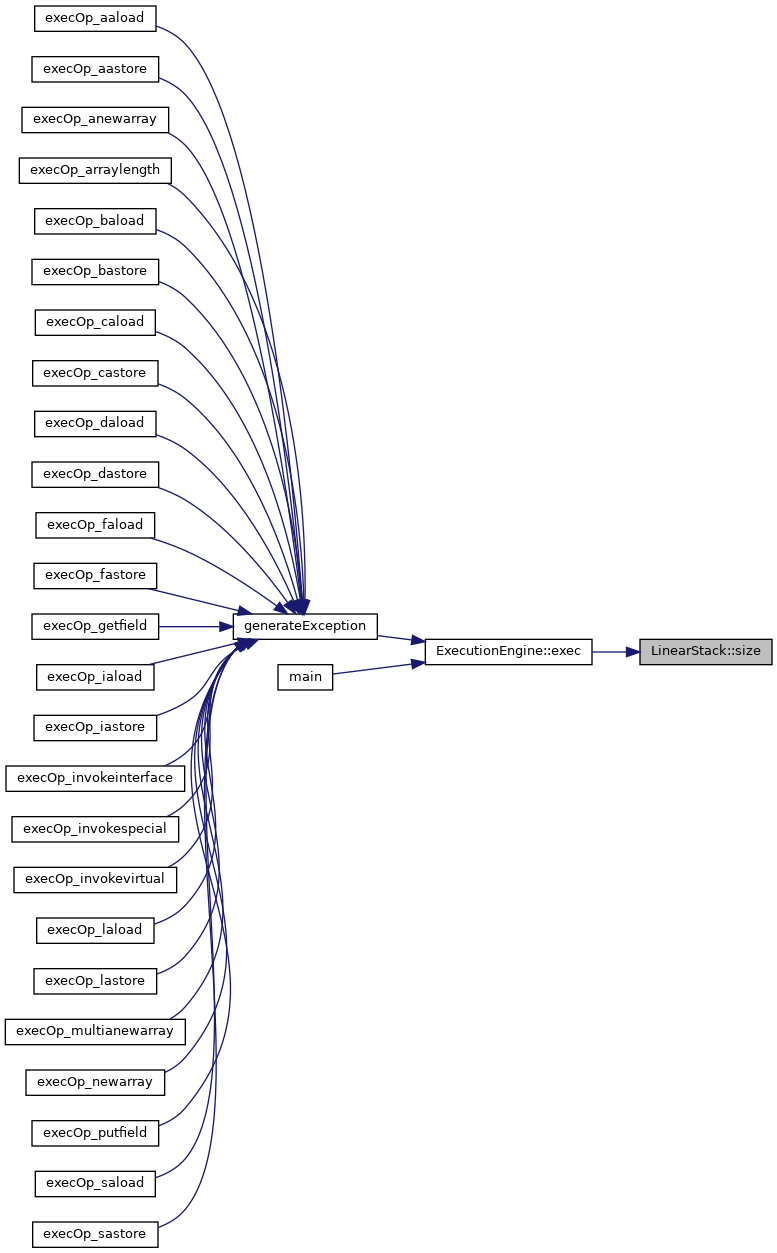 execOp_aaload
execOp_aastore
execOp_anewarray
execOp_arraylength
execOp_baload
execOp_bastore
execOp_caload
execOp_castore
execOp_daload
execOp_dastore
execOp_faload
execOp_fastore
execOp_getfield
generateException
ExecutionEngine::exec
LinearStack::size
execOp_iaload
main
execOp_iastore
execOp_invokeinterface
execOp_invokespecial
execOp_invokevirtual
execOp_laload
execOp_lastore
execOp_multianewarray
execOp_newarray
execOp_putfield
execOp_saload
execOp_sastore